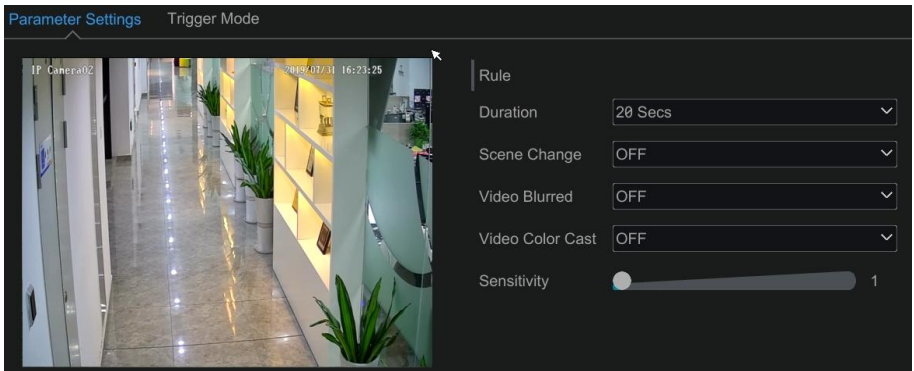 Parameter Settings Trigger Mode
IP Camera02 2019/07/31 16:23:25
Rule
Duration 20 Secs
Scene Change OFF
Video Blurred OFF
Video Color Cast OFF
Sensitivity 1